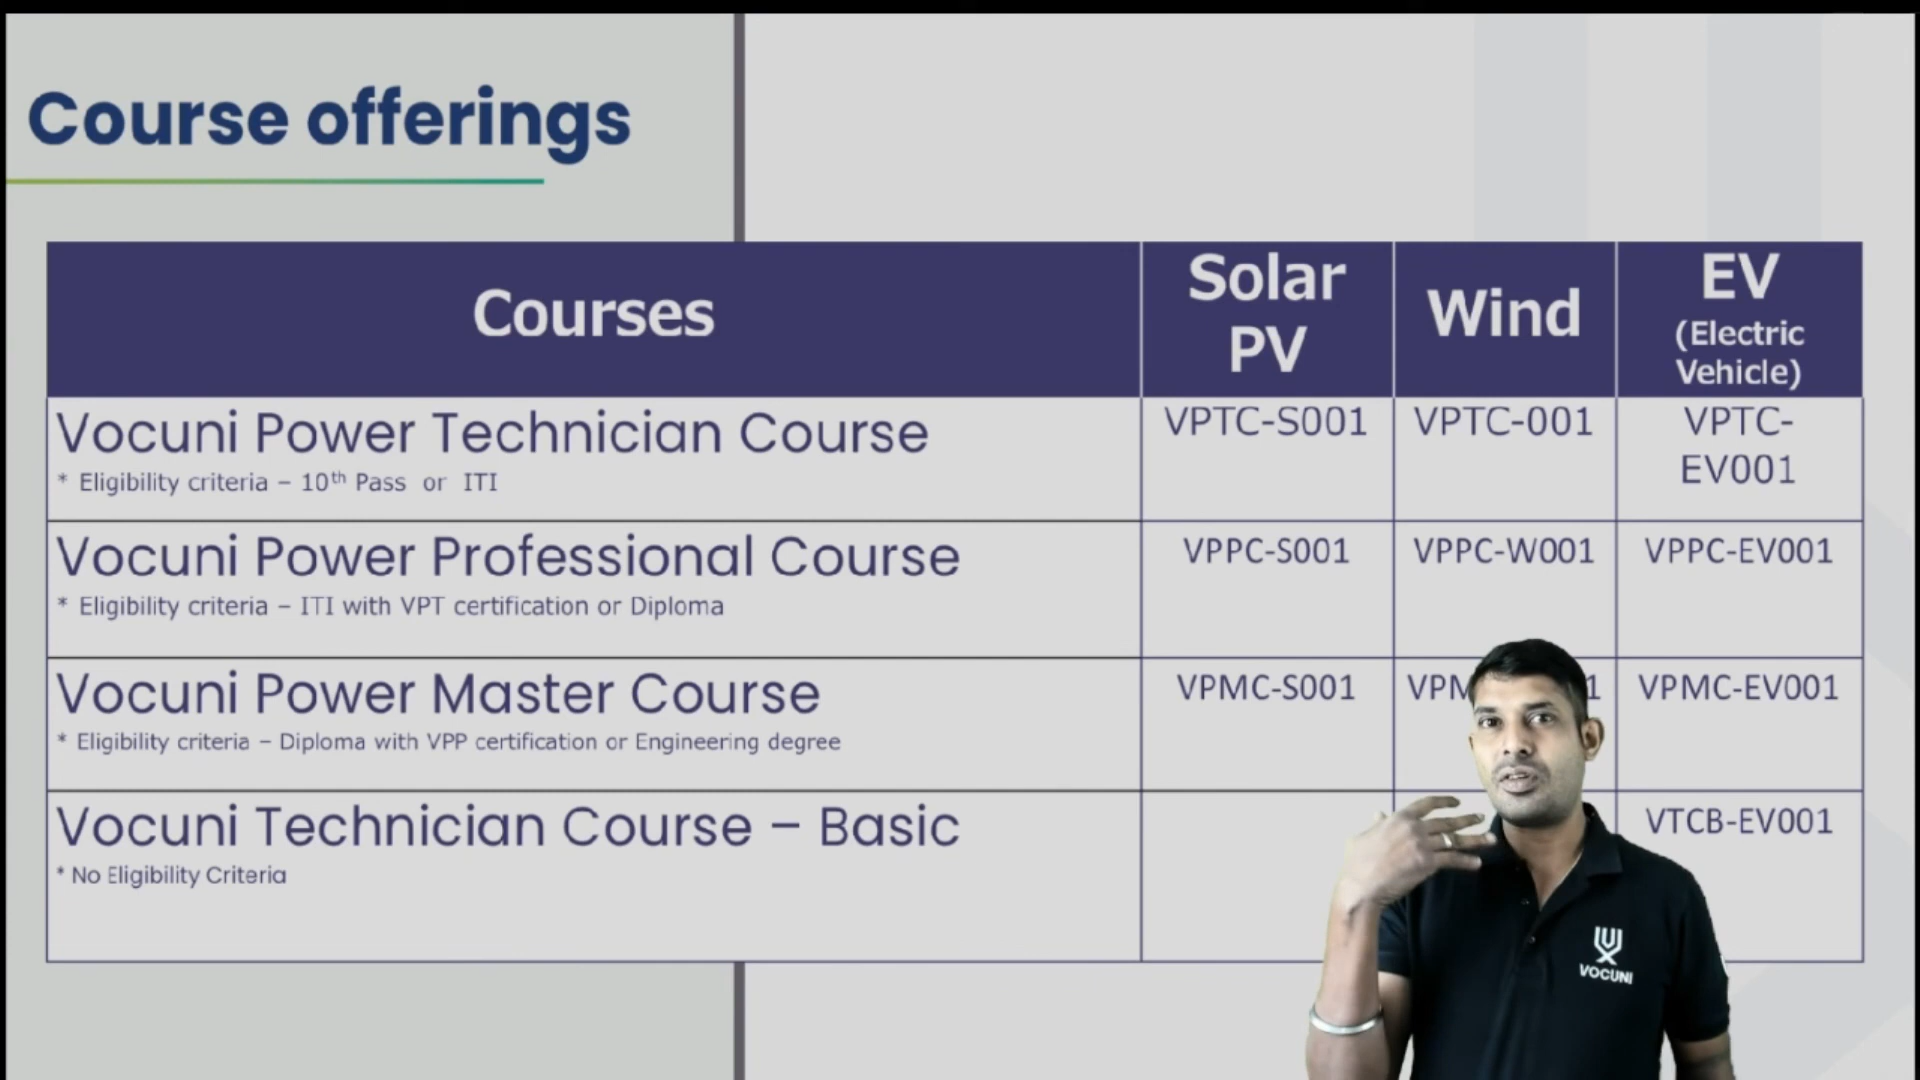 Course offerings
Courses
Solar
PV
Wind
EV
(Electric
Vehicle)
Vocuni Power Technician Course
* Eligibility criteria – 10th Pass or ITI
VPTC-S001
VPTC-001
VPTC-
EV001
Vocuni Power Professional Course
* Eligibility criteria – ITI with VPT certification or Diploma
VPPC-S001
VPPC-W001
VPPC-EV001
Vocuni Power Master Course
* Eligibility criteria – Diploma with VPP certification or Engineering degree
VPMC-S001
VPMC-EV001
Vocuni Technician Course – Basic
* No Eligibility Criteria
VTCB-EV001
VOCUNI